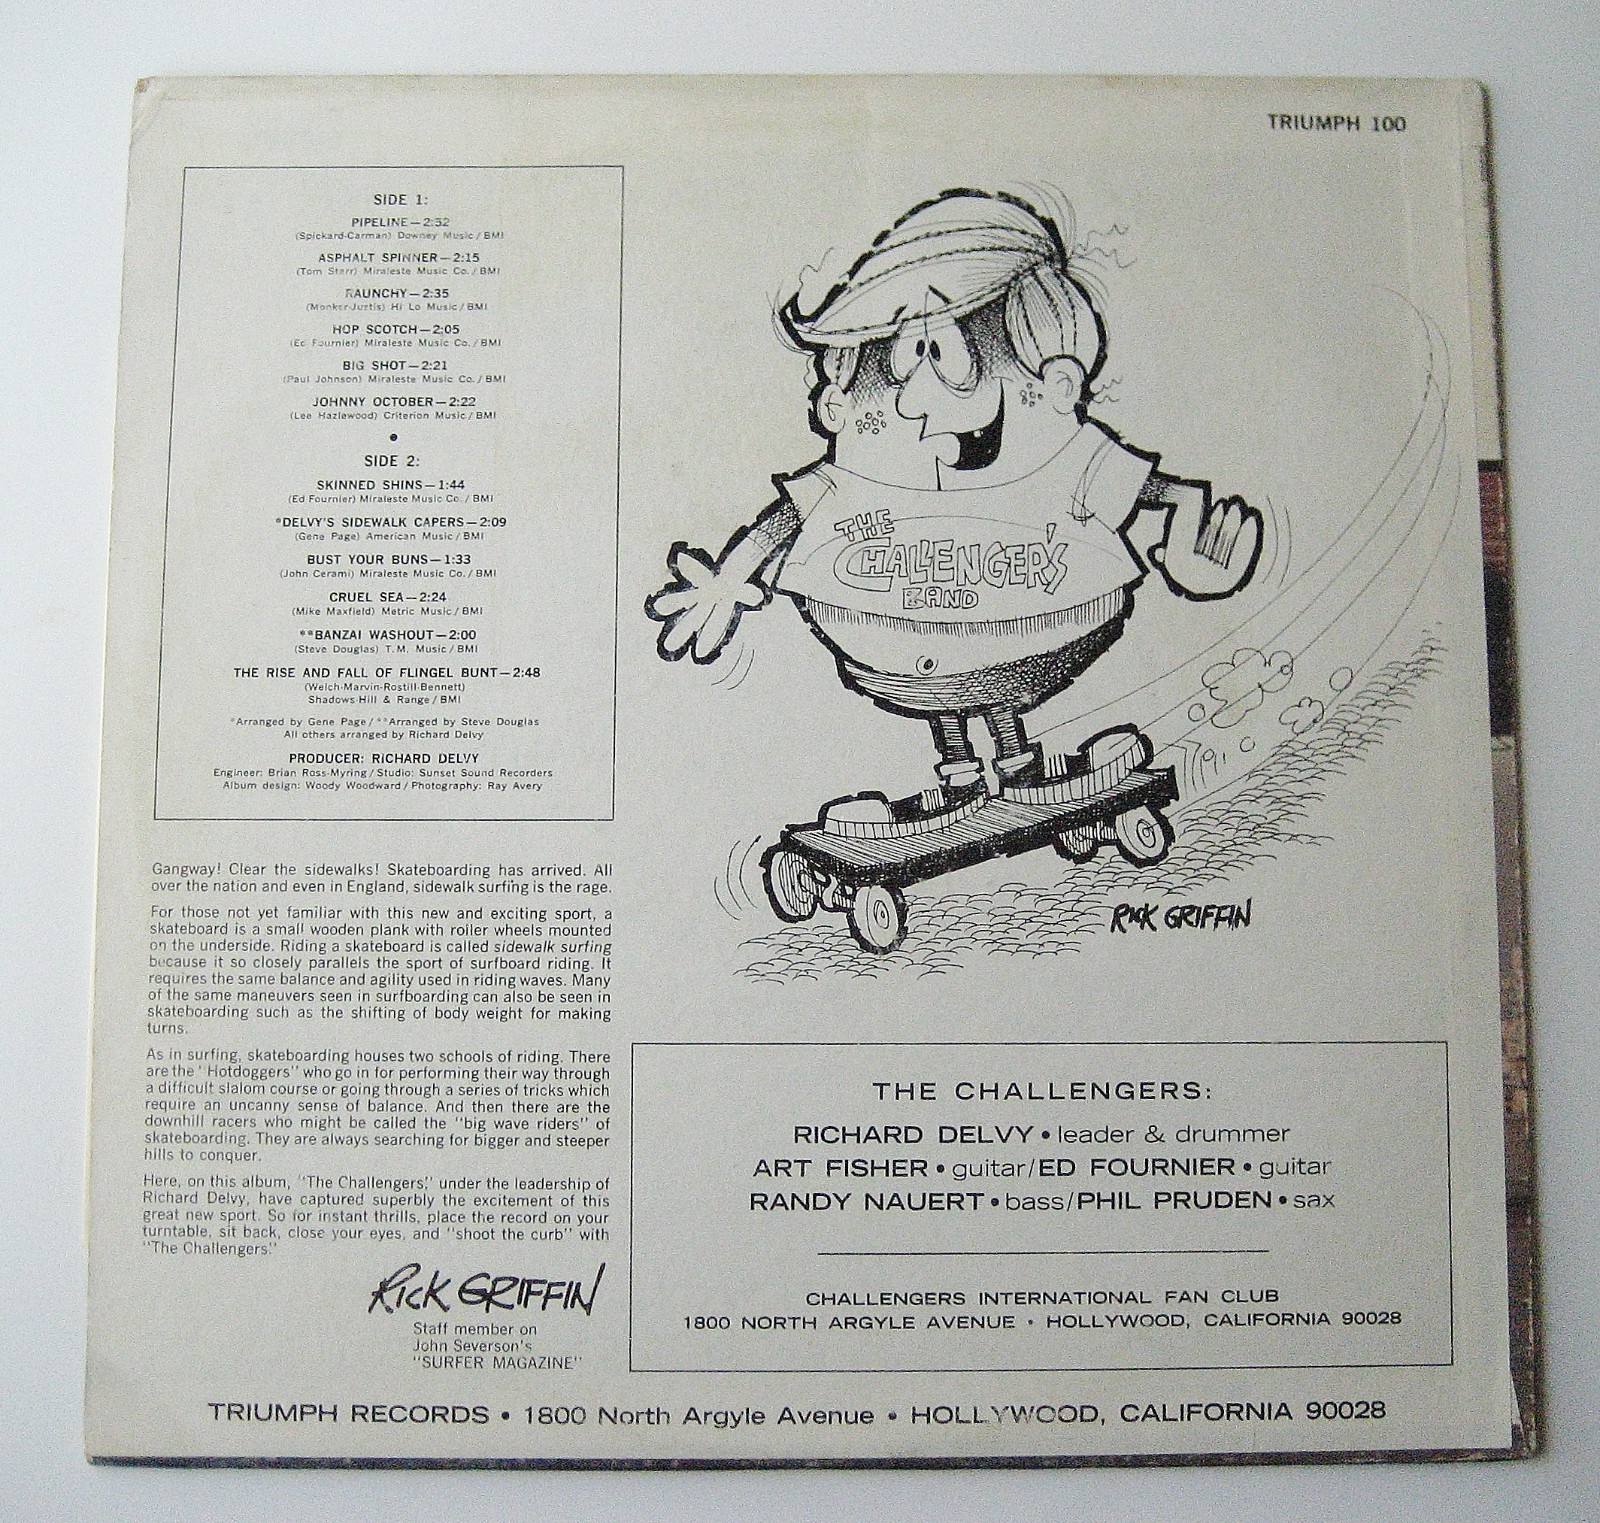 TRIUMPH 100
SIDE 1:
PIPELINE—2:32
(Spickard-Carman) Downey Music/BMI
ASPHALT SPINNER—2:15
(Tom Starr) Miraleste Music Co./BMI
RAUNCHY—2:35
(Manker-Justis) Hi Lo Music/BMI
HOP SCOTCH—2:05
(Ed Fournier) Miraleste Music Co./BMI
BIG SHOT—2:21
(Paul Johnson) Miraleste Music Co./BMI
JOHNNY OCTOBER—2:22
(Lee Hazlewood) Criterion Music/BMI
•
SIDE 2:
SKINNED SHINS—1:44
(Ed Fournier) Miraleste Music Co./BMI
*DELVY'S SIDEWALK CAPERS—2:09
(Gene Page) American Music/BMI
BUST YOUR BUNS—1:33
(John Cerami) Miraleste Music Co./BMI
CRUEL SEA—2:24
(Mike Maxfield) Metric Music/BMI
**BANZAI WASHOUT—2:00
(Steve Douglas) T.M. Music/BMI
THE RISE AND FALL OF FLINGEL BUNT—2:48
(Welch-Marvin-Rostill-Bennett)
Shadows-Hill & Range/BMI
*Arranged by Gene Page/**Arranged by Steve Douglas
All others arranged by Richard Delvy
PRODUCER: RICHARD DELVY
Engineer: Brian Ross-Myring/Studio: Sunset Sound Recorders
Album design: Woody Woodward/Photography: Ray Avery
THE
CHALLENGER'S
BAND
RICK GRIFFIN
Gangway! Clear the sidewalks! Skateboarding has arrived. All
over the nation and even in England, sidewalk surfing is the rage.
For those not yet familiar with this new and exciting sport, a
skateboard is a small wooden plank with roller wheels mounted
on the underside. Riding a skateboard is called sidewalk surfing
because it so closely parallels the sport of surfboard riding. It
requires the same balance and agility used in riding waves. Many
of the same maneuvers seen in surfboarding can also be seen in
skateboarding such as the shifting of body weight for making
turns.
As in surfing, skateboarding houses two schools of riding. There
are the "Hotdoggers" who go in for performing their way through
a difficult slalom course or going through a series of tricks which
require an uncanny sense of balance. And then there are the
downhill racers who might be called the "big wave riders" of
skateboarding. They are always searching for bigger and steeper
hills to conquer.
Here, on this album, "The Challengers," under the leadership of
Richard Delvy, have captured superbly the excitement of this
great new sport. So for instant thrills, place the record on your
turntable, sit back, close your eyes, and "shoot the curb" with
"The Challengers."
RICK GRIFFIN
Staff member on
John Severson's
"SURFER MAGAZINE"
THE CHALLENGERS:
RICHARD DELVY • leader & drummer
ART FISHER • guitar/ED FOURNIER • guitar
RANDY NAUERT • bass/PHIL PRUDEN • sax
CHALLENGERS INTERNATIONAL FAN CLUB
1800 NORTH ARGYLE AVENUE • HOLLYWOOD, CALIFORNIA 90028
TRIUMPH RECORDS • 1800 North Argyle Avenue • HOLLYWOOD, CALIFORNIA 90028